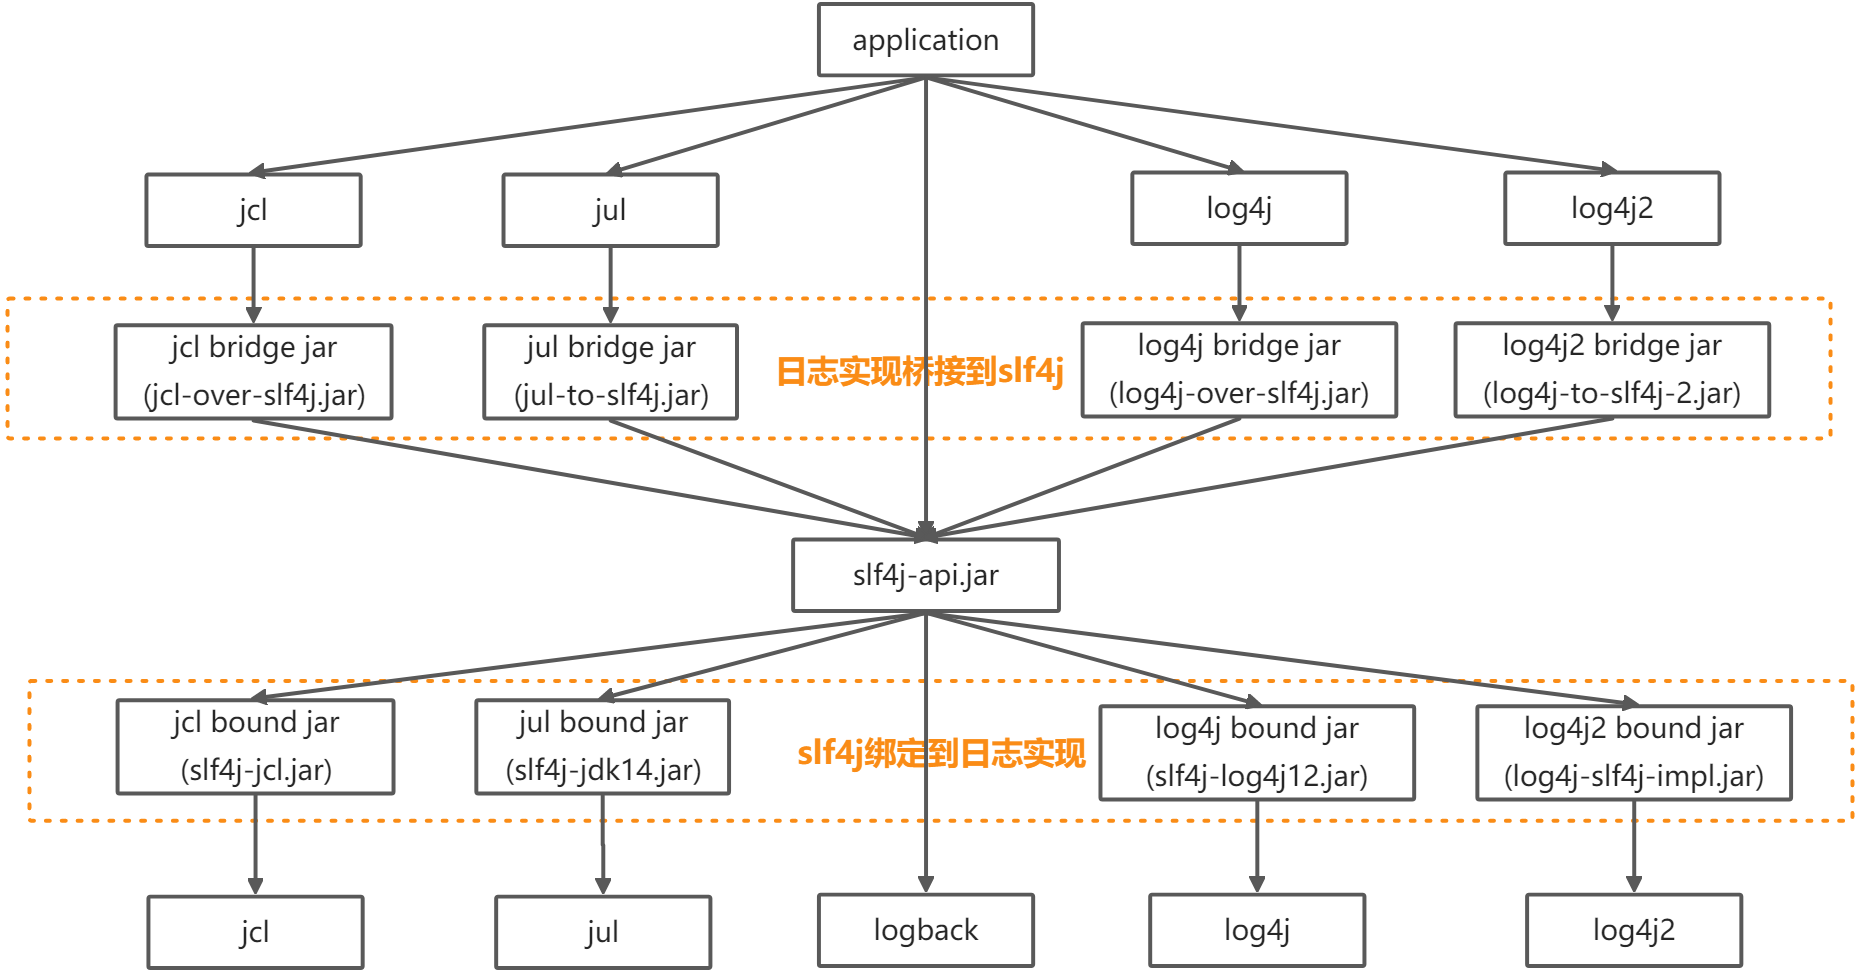 application
jcl
jul
log4j
log4j2
jcl bridge jar
(jcl-over-slf4j.jar)
jul bridge jar
(jul-to-slf4j.jar)
日志实现桥接到slf4j
log4j bridge jar
(log4j-over-slf4j.jar)
log4j2 bridge jar
(log4j-to-slf4j-2.jar)
slf4j-api.jar
jcl bound jar
(slf4j-jcl.jar)
jul bound jar
(slf4j-jdk14.jar)
slf4j绑定到日志实现
log4j bound jar
(slf4j-log4j12.jar)
log4j2 bound jar
(log4j-slf4j-impl.jar)
jcl
jul
logback
log4j
log4j2